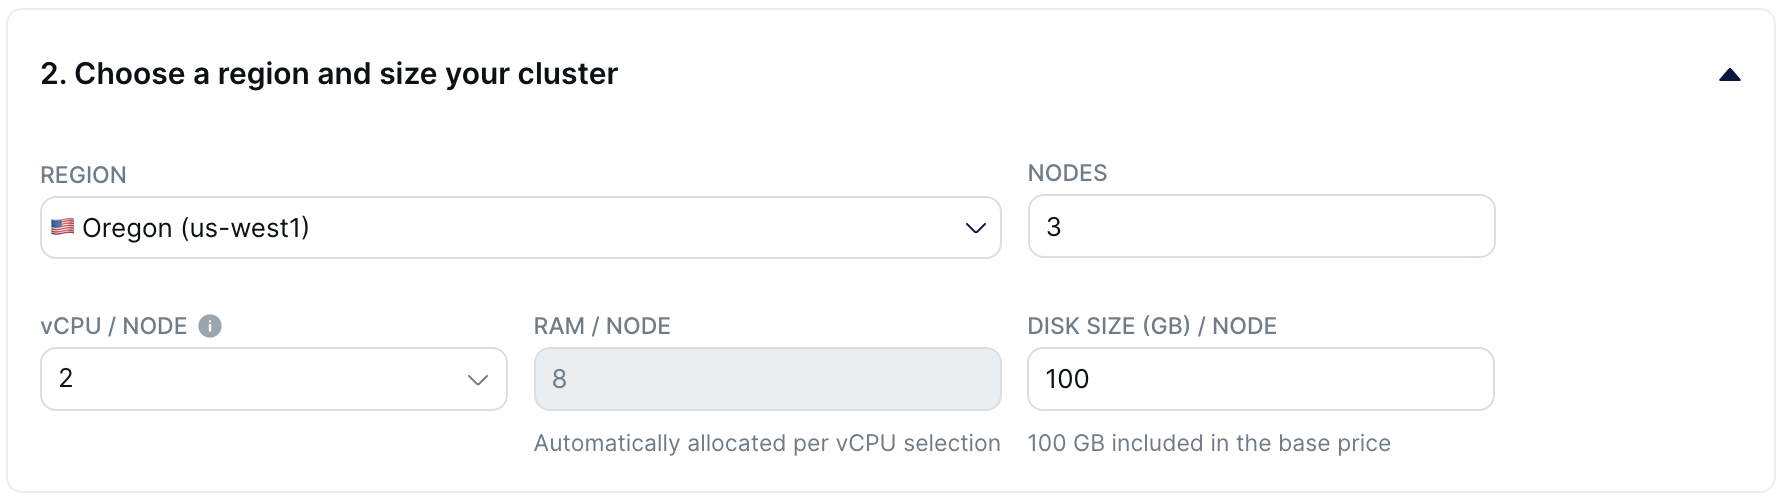 2. Choose a region and size your cluster
REGION
NODES
Oregon (us-west1)
3
vCPU / NODE
RAM / NODE
DISK SIZE (GB) / NODE
2
8
100
Automatically allocated per vCPU selection
100 GB included in the base price